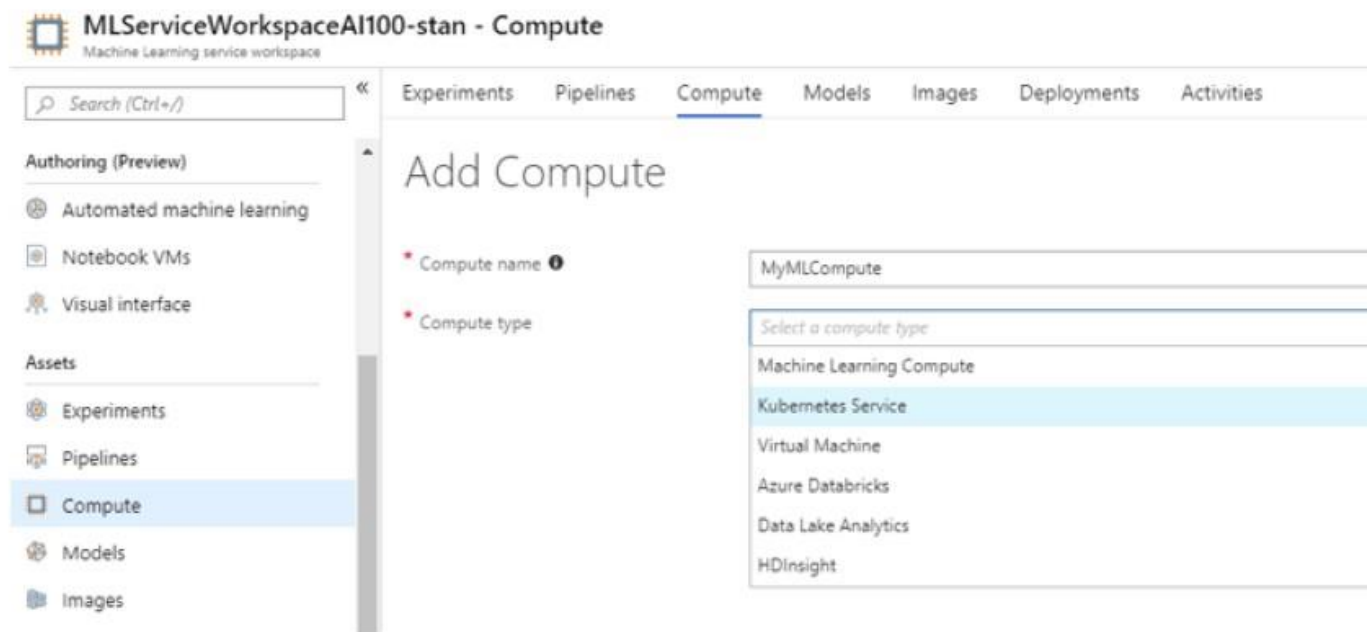 MLServiceWorkspaceAI100-stan - Compute
Machine Learning service workspace
Search (Ctrl+/)
«
Authoring (Preview)
Automated machine learning
Notebook VMs
Visual interface
Assets
Experiments
Pipelines
Compute
Models
Images
Experiments Pipelines Compute Models Images Deployments Activities
Add Compute
* Compute name
MyMLCompute
* Compute type
Select a compute type
Machine Learning Compute
Kubernetes Service
Virtual Machine
Azure Databricks
Data Lake Analytics
HDInsight